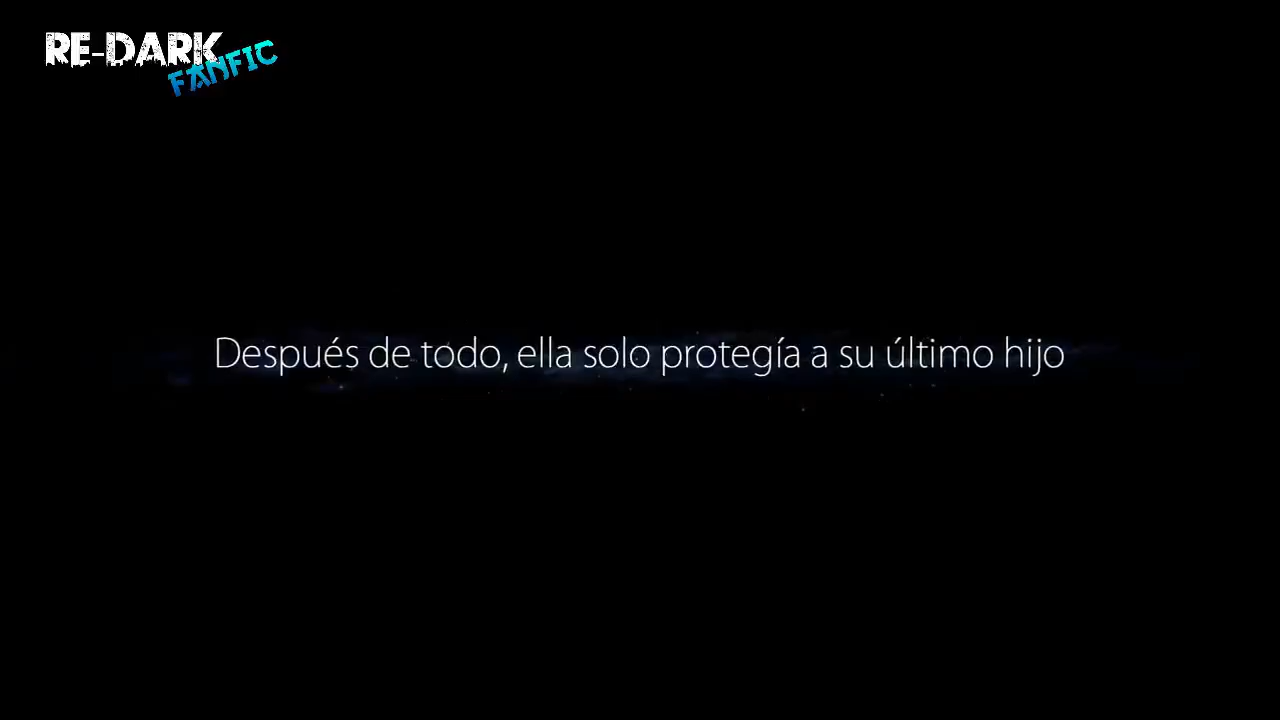 RE-DARK
FANFIC
Después de todo, ella solo protegía a su último hijo